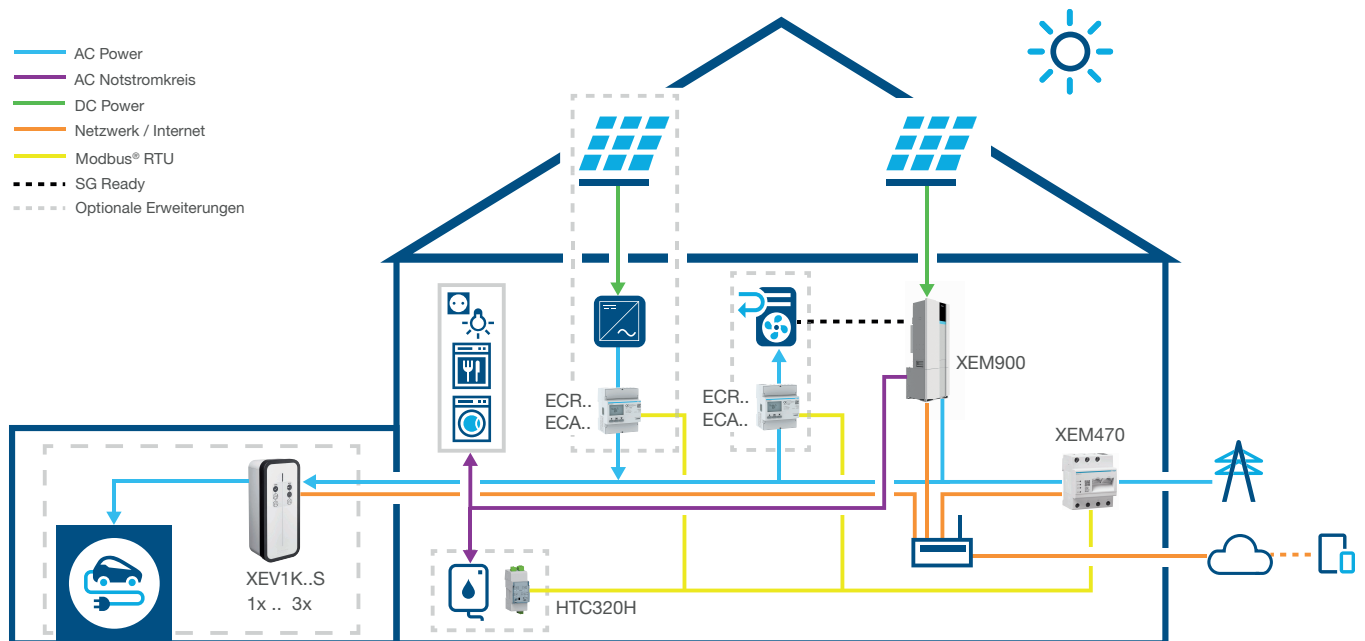 AC Power
AC Notstromkreis
DC Power
Netzwerk / Internet
Modbus® RTU
SG Ready
Optionale Erweiterungen
XEM900
ECR..
ECA..
ECR..
ECA..
XEM470
XEV1K..S
1x .. 3x
HTC320H